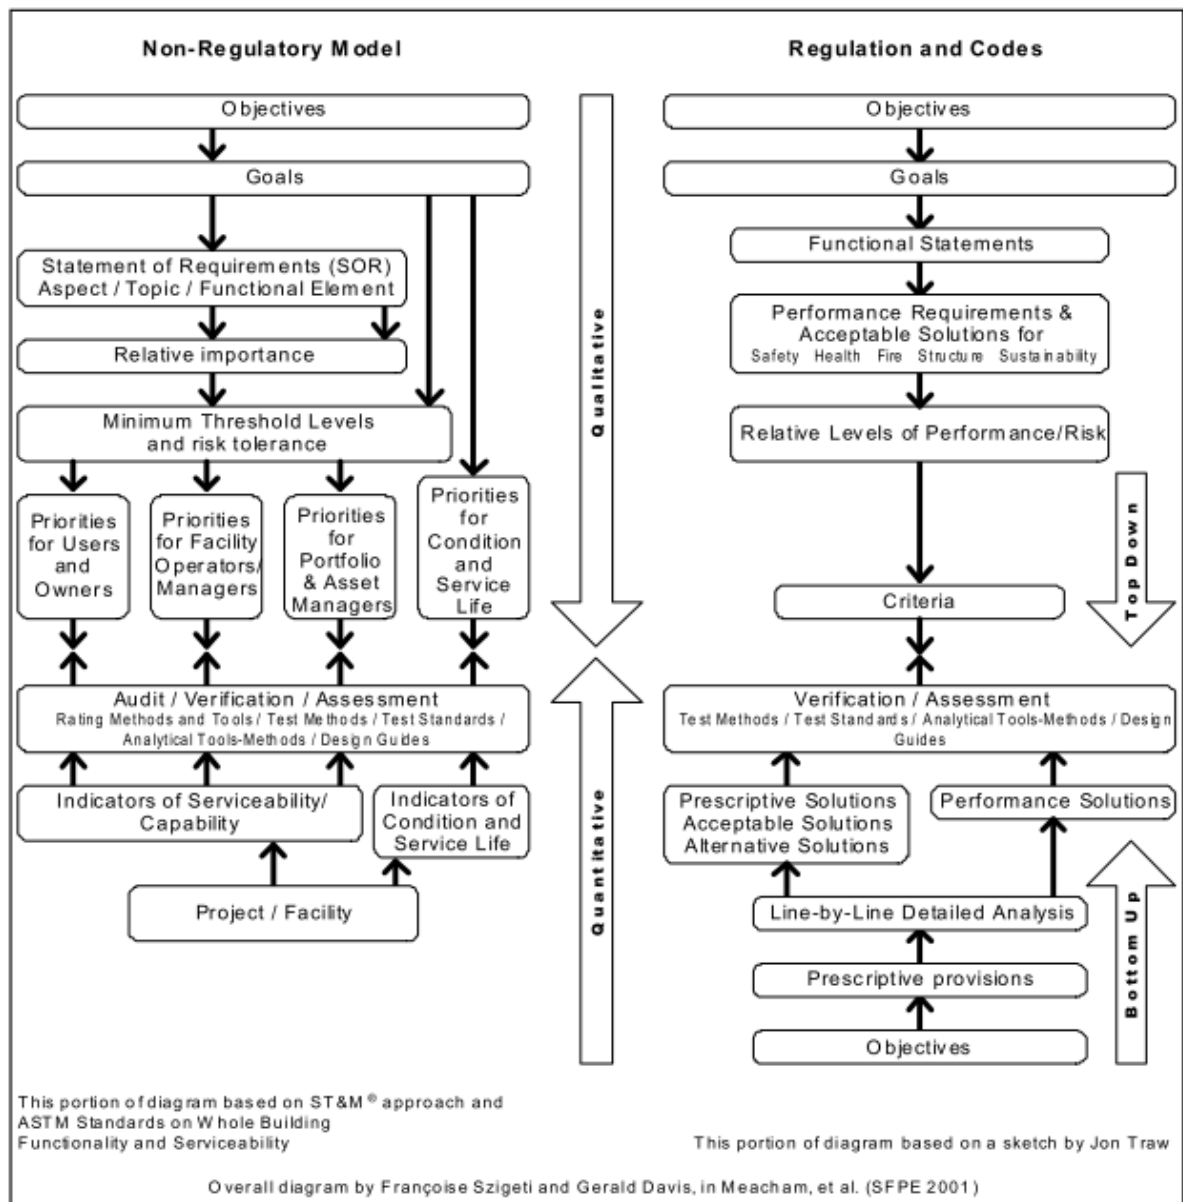 Non-Regulatory Model
Objectives
Goals
Statement of Requirements (SOR)
Aspect / Topic / Functional Element
Relative importance
Minimum Threshold Levels
and risk tolerance
Priorities
for Users
and
Owners
Priorities
for Facility
Operators/
Managers
Priorities
for
Portfolio
& Asset
Managers
Priorities
for
Condition
and
Service
Life
Audit / Verification / Assessment
Rating Methods and Tools / Test Methods / Test Standards /
Analytical Tools-Methods / Design Guides
Indicators of Serviceability/
Capability
Indicators of
Condition and
Service Life
Project / Facility
This portion of diagram based on ST&M ® approach and
ASTM Standards on Whole Building
Functionality and Serviceability
Qualitative
Quantitative
Regulation and Codes
Objectives
Goals
Functional Statements
Performance Requirements &
Acceptable Solutions for
Safety Health Fire Structure Sustainability
Relative Levels of Performance/Risk
Criteria
Top Down
Verification / Assessment
Test Methods / Test Standards / Analytical Tools-Methods / Design
Guides
Prescriptive Solutions
Acceptable Solutions
Alternative Solutions
Performance Solutions
Line-by-Line Detailed Analysis
Prescriptive provisions
Objectives
Bottom Up
This portion of diagram based on a sketch by Jon Traw
Overall diagram by Françoise Szigeti and Gerald Davis, in Meacham, et al. (SFPE 2001)